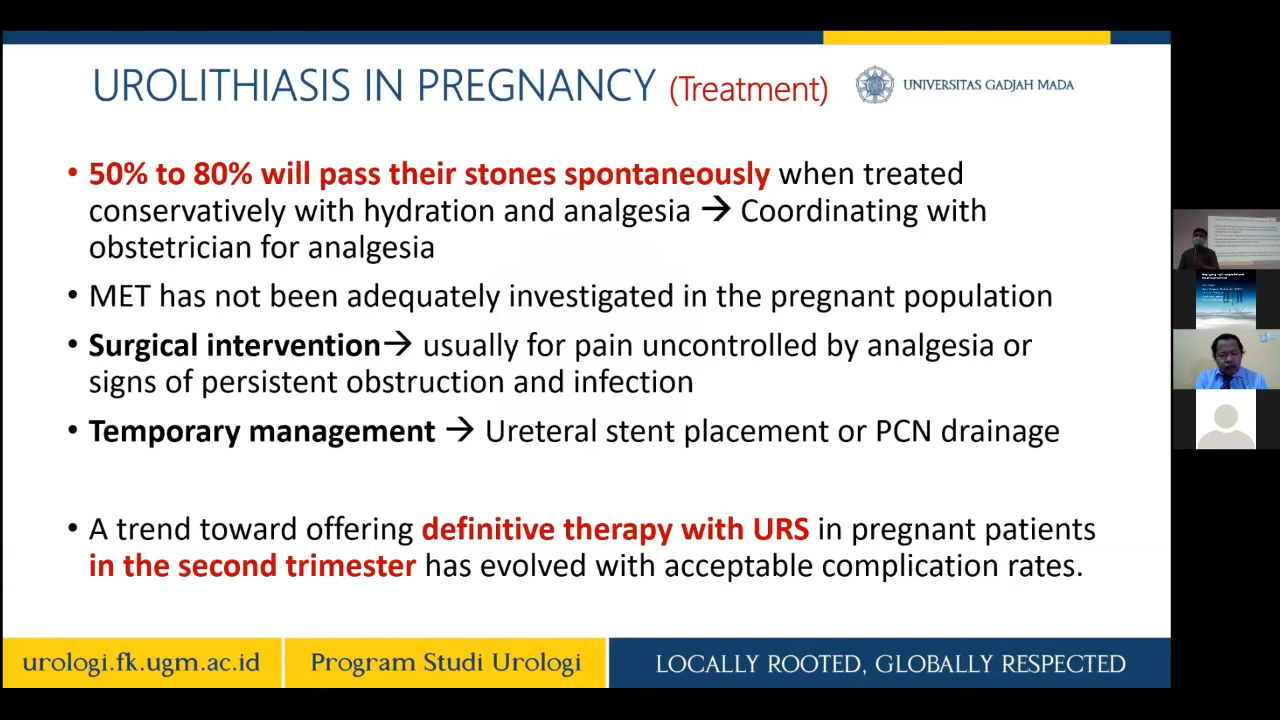 UROLITHIASIS IN PREGNANCY (Treatment)
UNIVERSITAS GADJAH MADA
• 50% to 80% will pass their stones spontaneously when treated
conservatively with hydration and analgesia → Coordinating with
obstetrician for analgesia
• MET has not been adequately investigated in the pregnant population
• Surgical intervention→ usually for pain uncontrolled by analgesia or
signs of persistent obstruction and infection
• Temporary management → Ureteral stent placement or PCN drainage
• A trend toward offering definitive therapy with URS in pregnant patients
in the second trimester has evolved with acceptable complication rates.
urologi.fk.ugm.ac.id
Program Studi Urologi
LOCALLY ROOTED, GLOBALLY RESPECTED